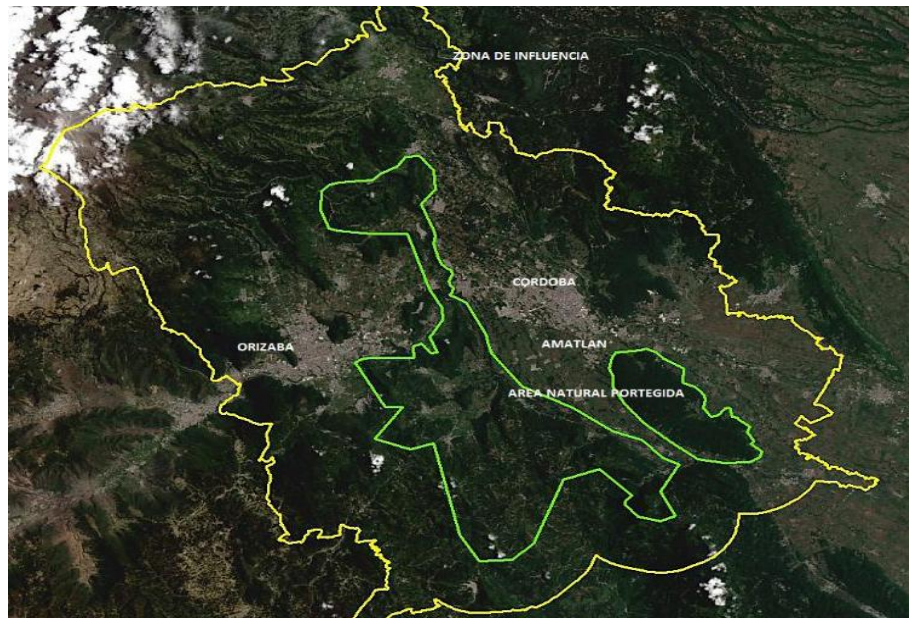 ZONA DE INFLUENCIA
CORDOBA
ORIZABA
AMATLAN
AREA NATURAL PORTEGIDA